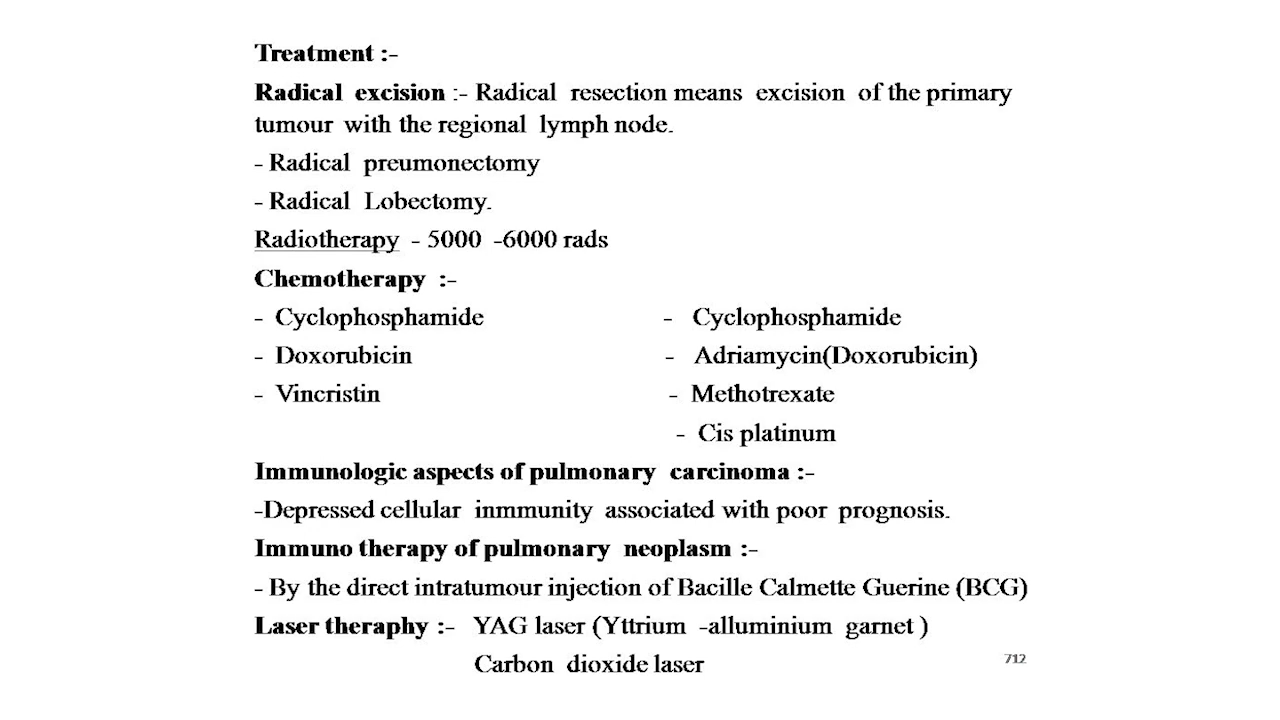 Treatment :-
Radical excision :- Radical resection means excision of the primary
tumour with the regional lymph node.
- Radical preumonectomy
- Radical Lobectomy.
Radiotherapy - 5000 -6000 rads
Chemotherapy :-
- Cyclophosphamide - Cyclophosphamide
- Doxorubicin - Adriamycin(Doxorubicin)
- Vincristin - Methotrexate
- Cis platinum
Immunologic aspects of pulmonary carcinoma :-
-Depressed cellular inmmunity associated with poor prognosis.
Immuno therapy of pulmonary neoplasm :-
- By the direct intratumour injection of Bacille Calmette Guerine (BCG)
Laser theraphy :- YAG laser (Yttrium -alluminium garnet )
Carbon dioxide laser
712